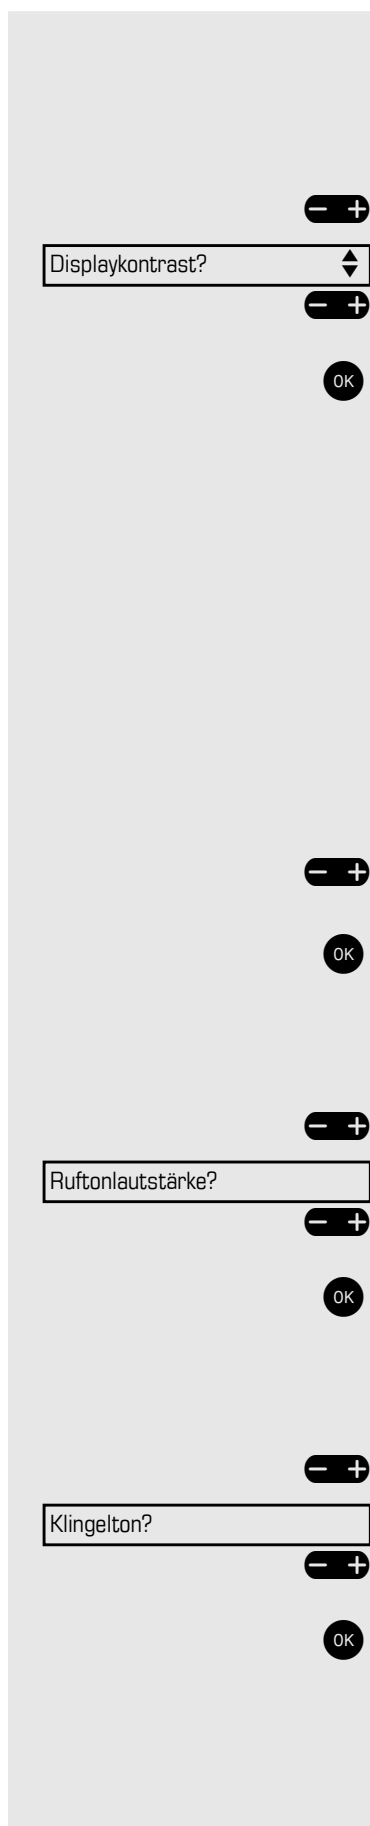 − +
Displaykontrast?
− +
OK
− +
OK
− +
Ruftonlautstärke?
− +
OK
− +
Klingelton?
− +
OK